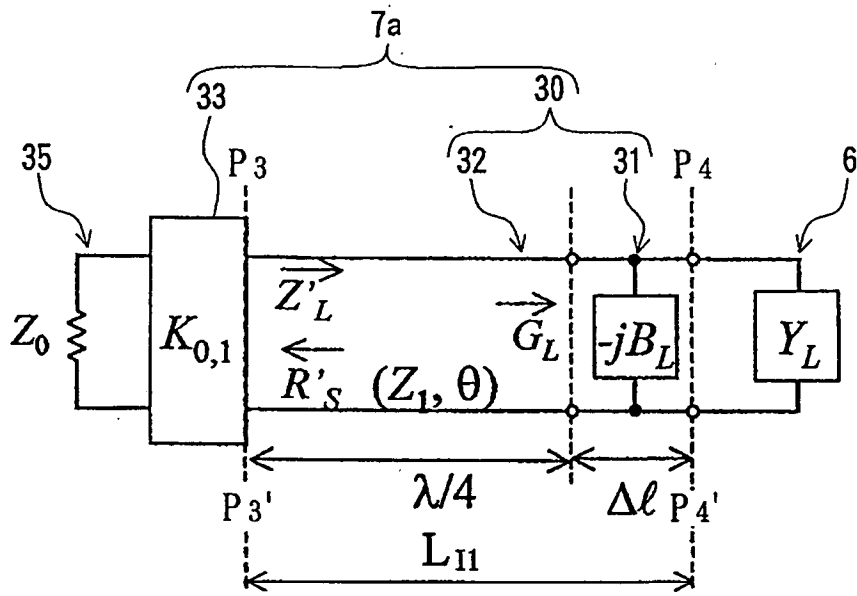 7a
33
30
35
P3
32
31
P4
6
Z0
K0,1
Z'L
R'S
(Z1, θ)
GL
-jBL
YL
λ/4
Δℓ
P3'
P4'
LI1